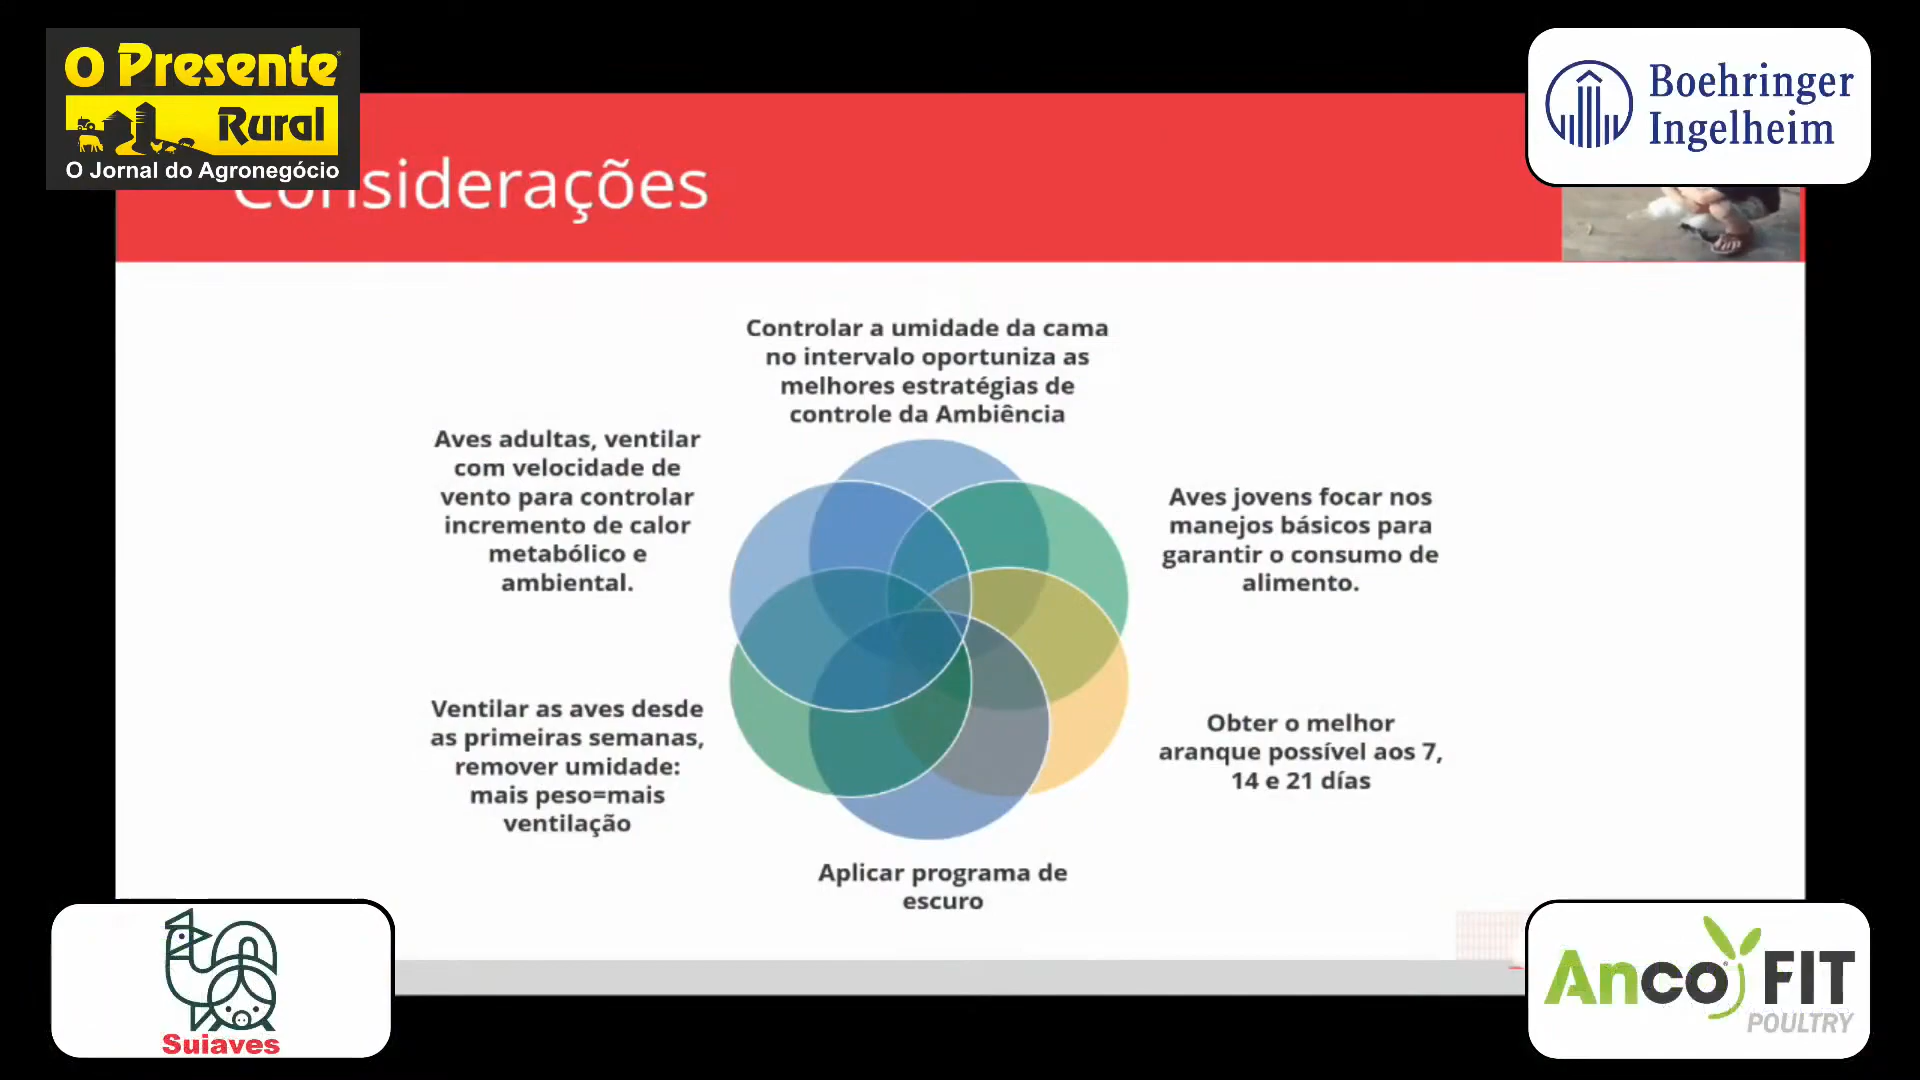 O Presente
Rural
O Jornal do Agronegócio
Boehringer
Ingelheim
Considerações
Controlar a umidade da cama
no intervalo oportuniza as
melhores estratégias de
controle da Ambiência
Aves adultas, ventilar
com velocidade de
vento para controlar
incremento de calor
metabólico e
ambiental.
Aves jovens focar nos
manejos básicos para
garantir o consumo de
alimento.
Ventilar as aves desde
as primeiras semanas,
remover umidade:
mais peso=mais
ventilação
Obter o melhor
aranque possível aos 7,
14 e 21 días
Aplicar programa de
escuro
Suiaves
Anco FIT
POULTRY